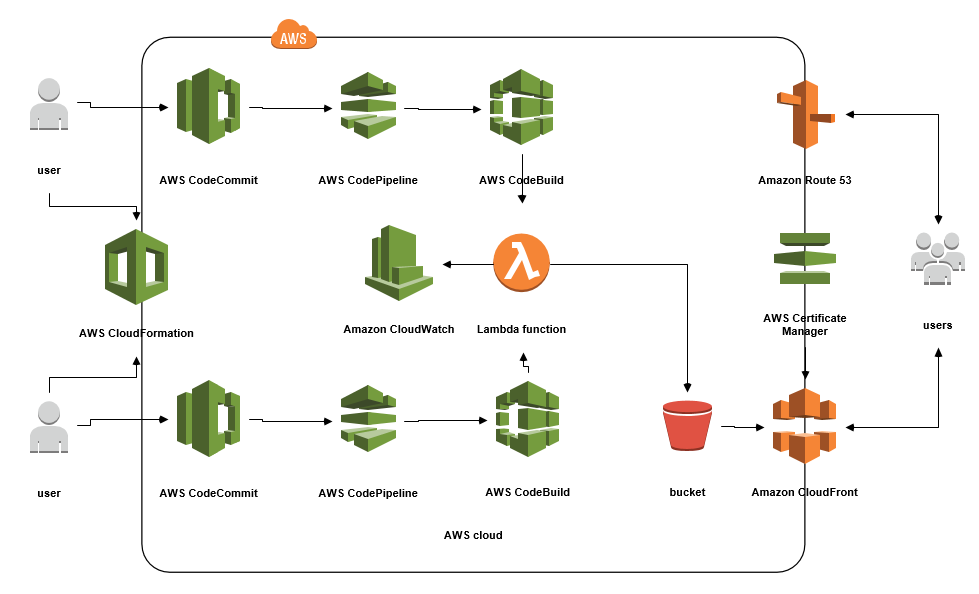 AWS
user
AWS CodeCommit
AWS CodePipeline
AWS CodeBuild
Amazon Route 53
AWS CloudFormation
Amazon CloudWatch
Lambda function
AWS Certificate
Manager
users
user
AWS CodeCommit
AWS CodePipeline
AWS CodeBuild
bucket
Amazon CloudFront
AWS cloud